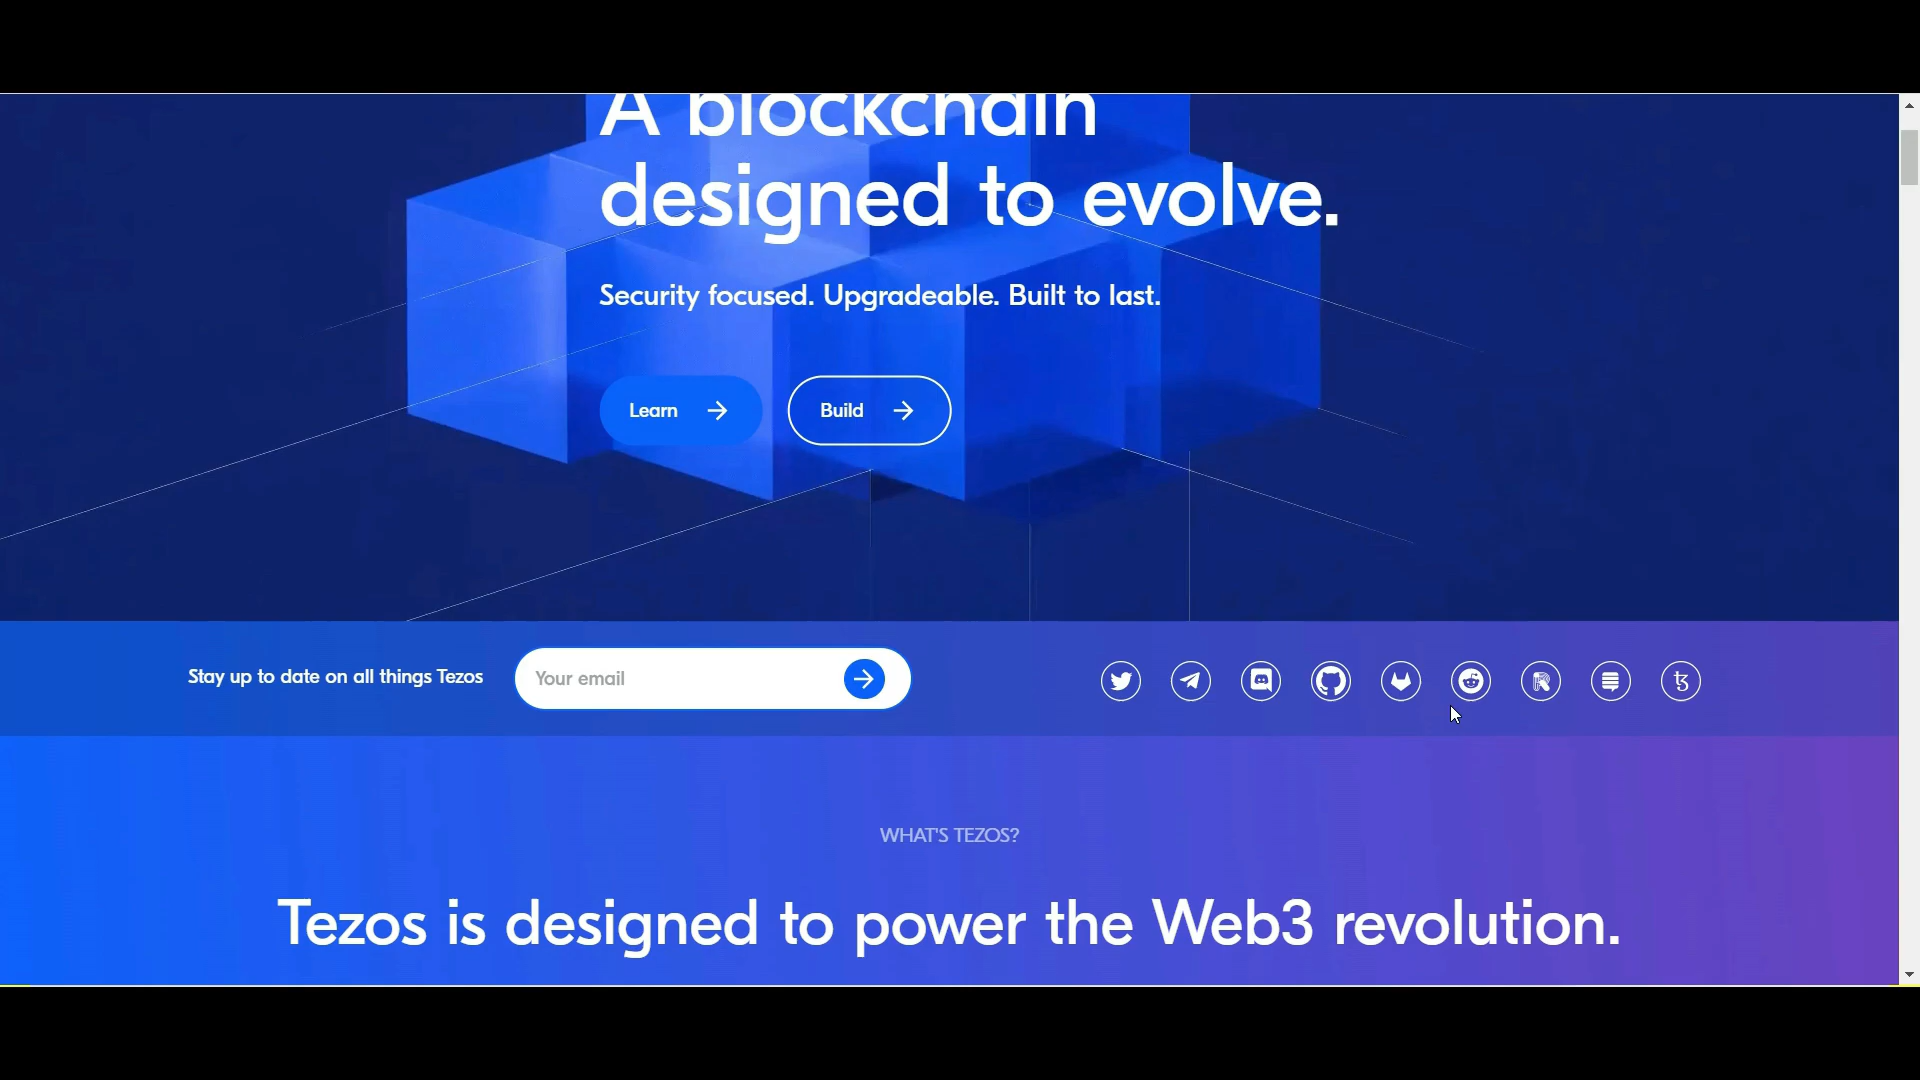 A blockchain
designed to evolve.
Security focused. Upgradeable. Built to last.
Learn
Build
Stay up to date on all things Tezos
Your email
WHAT'S TEZOS?
Tezos is designed to power the Web3 revolution.